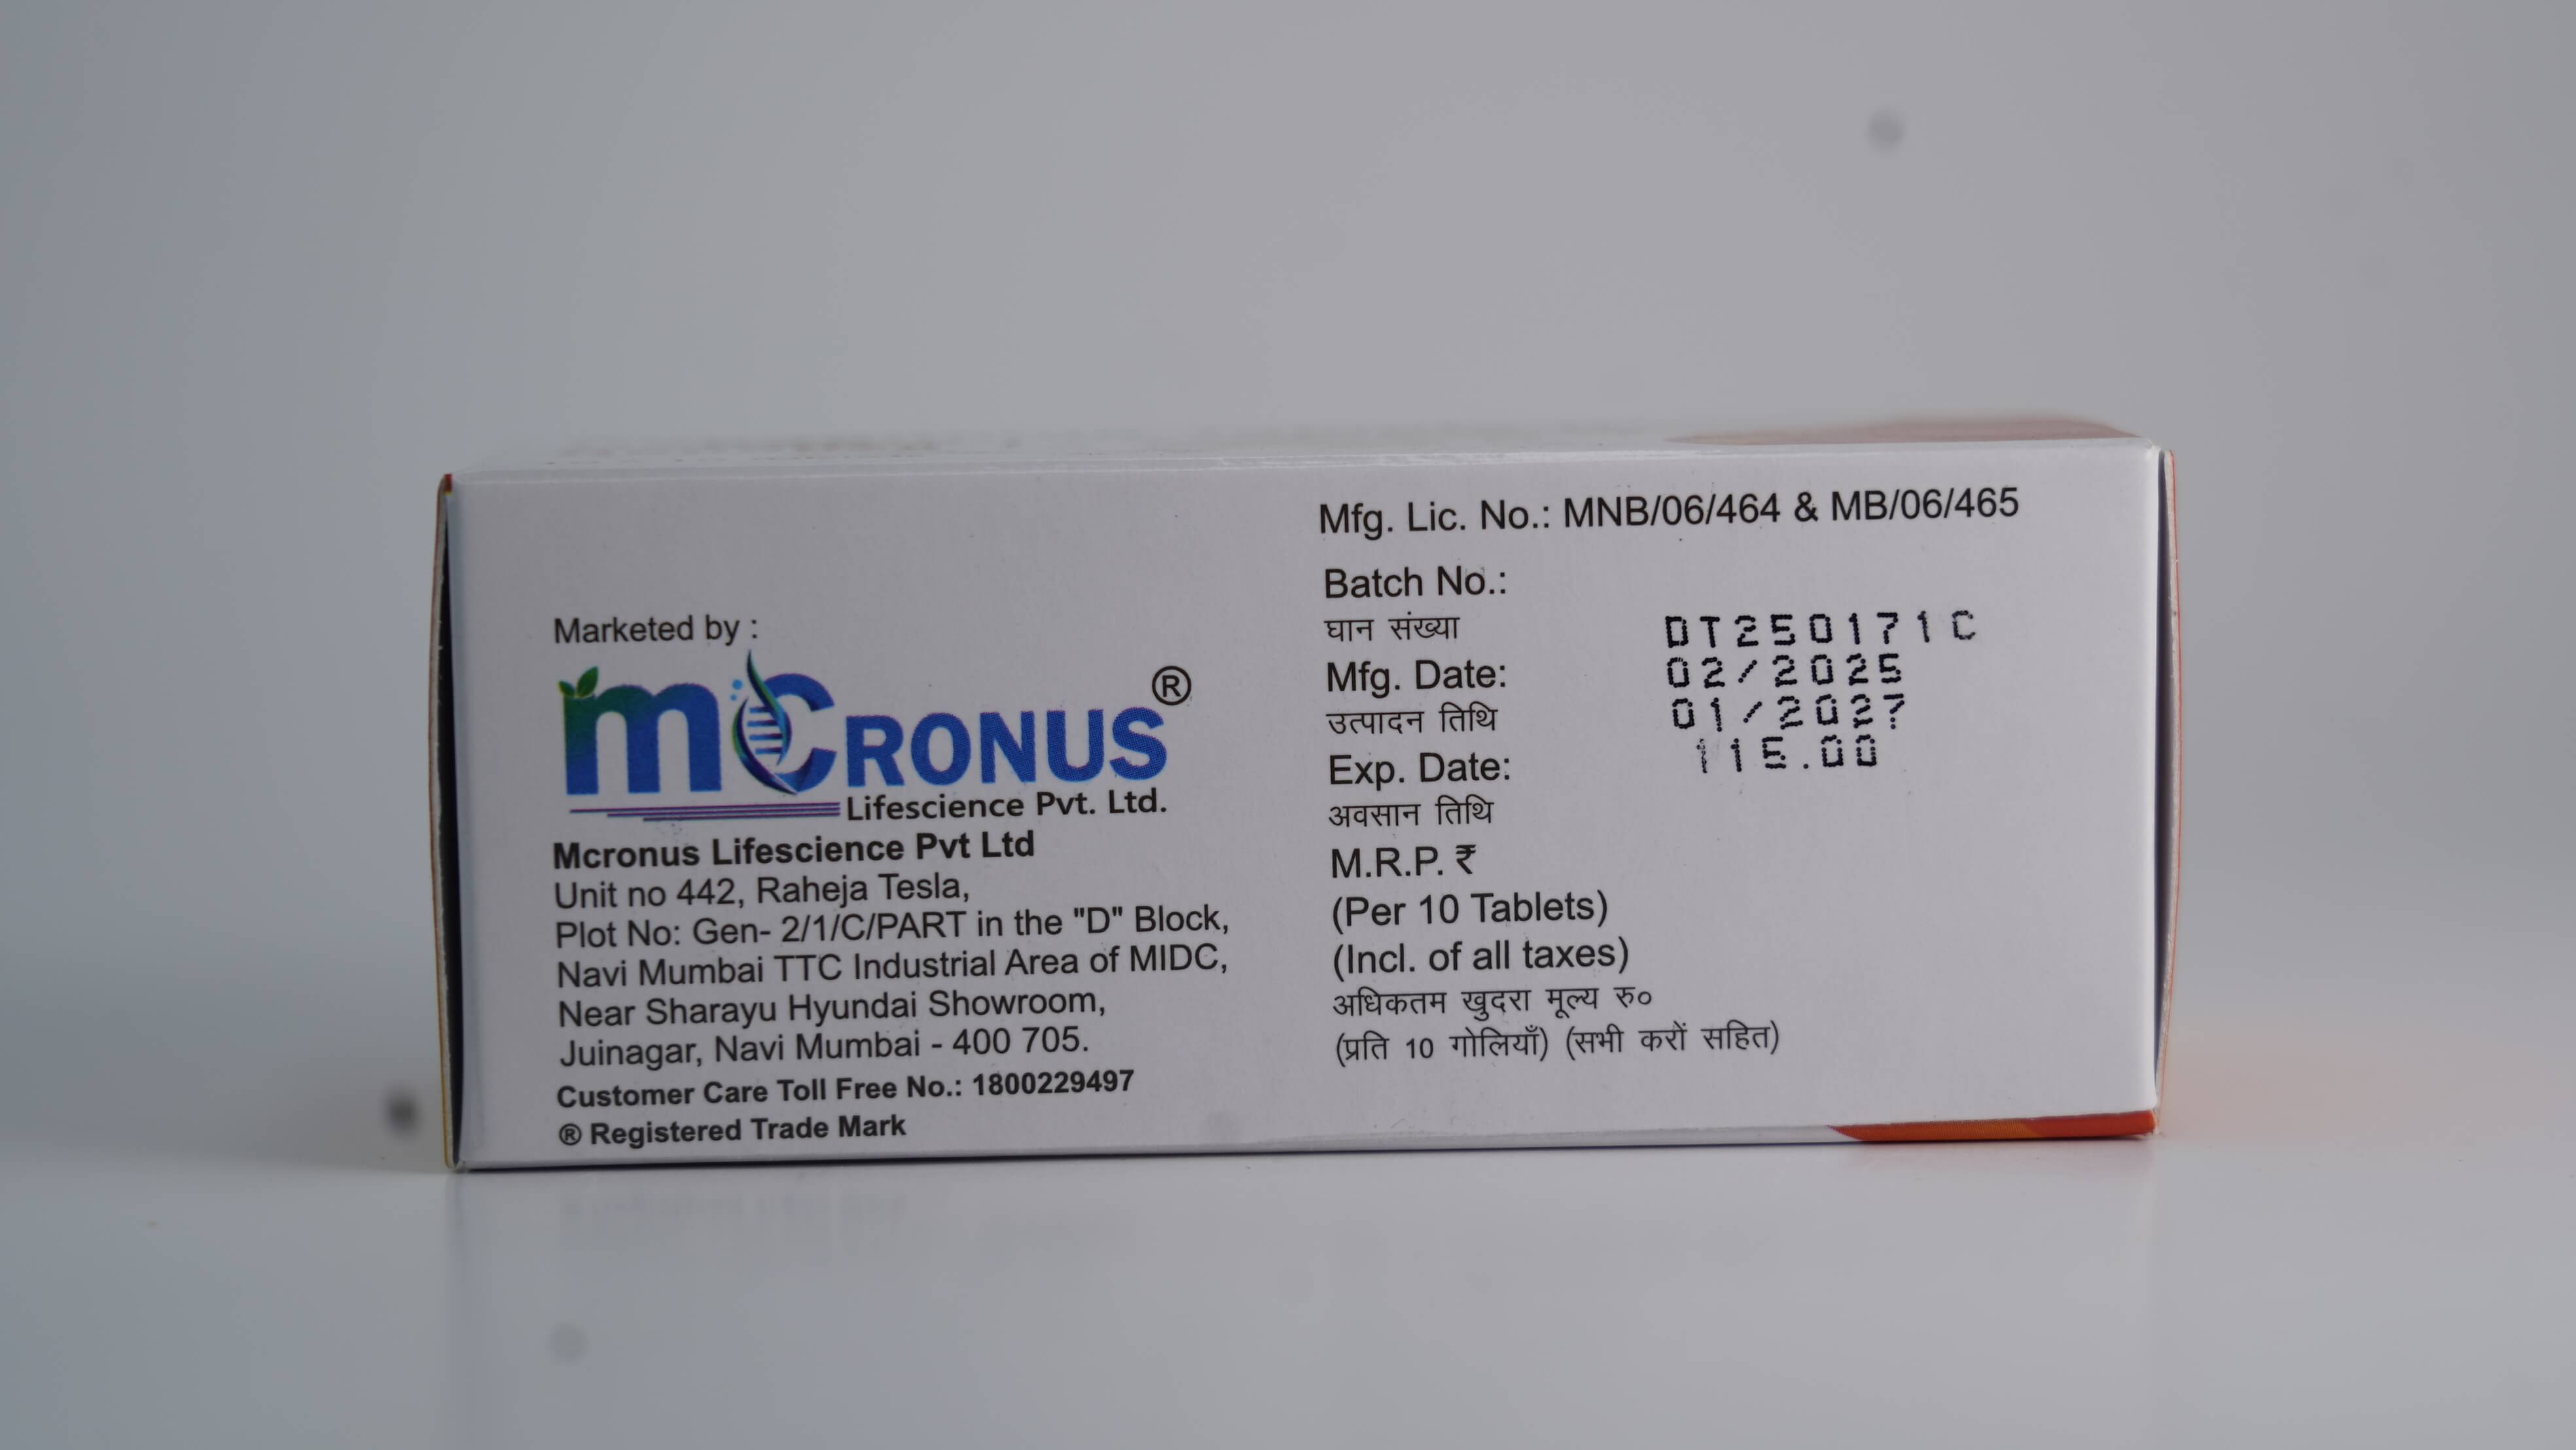 Marketed by :
mCRONUS®
Lifescience Pvt. Ltd.
Mcronus Lifescience Pvt Ltd
Unit no 442, Raheja Tesla,
Plot No: Gen- 2/1/C/PART in the "D" Block,
Navi Mumbai TTC Industrial Area of MIDC,
Near Sharayu Hyundai Showroom,
Juinagar, Navi Mumbai - 400 705.
Customer Care Toll Free No.: 1800229497
® Registered Trade Mark
Mfg. Lic. No.: MNB/06/464 & MB/06/465
Batch No.:
घान संख्या
Mfg. Date:
उत्पादन तिथि
Exp. Date:
अवसान तिथि
M.R.P. ₹
(Per 10 Tablets)
(Incl. of all taxes)
अधिकतम खुदरा मूल्य रु०
(प्रति 10 गोलियाँ) (सभी करों सहित)
DT250171C
02/2025
01/2027
115.00